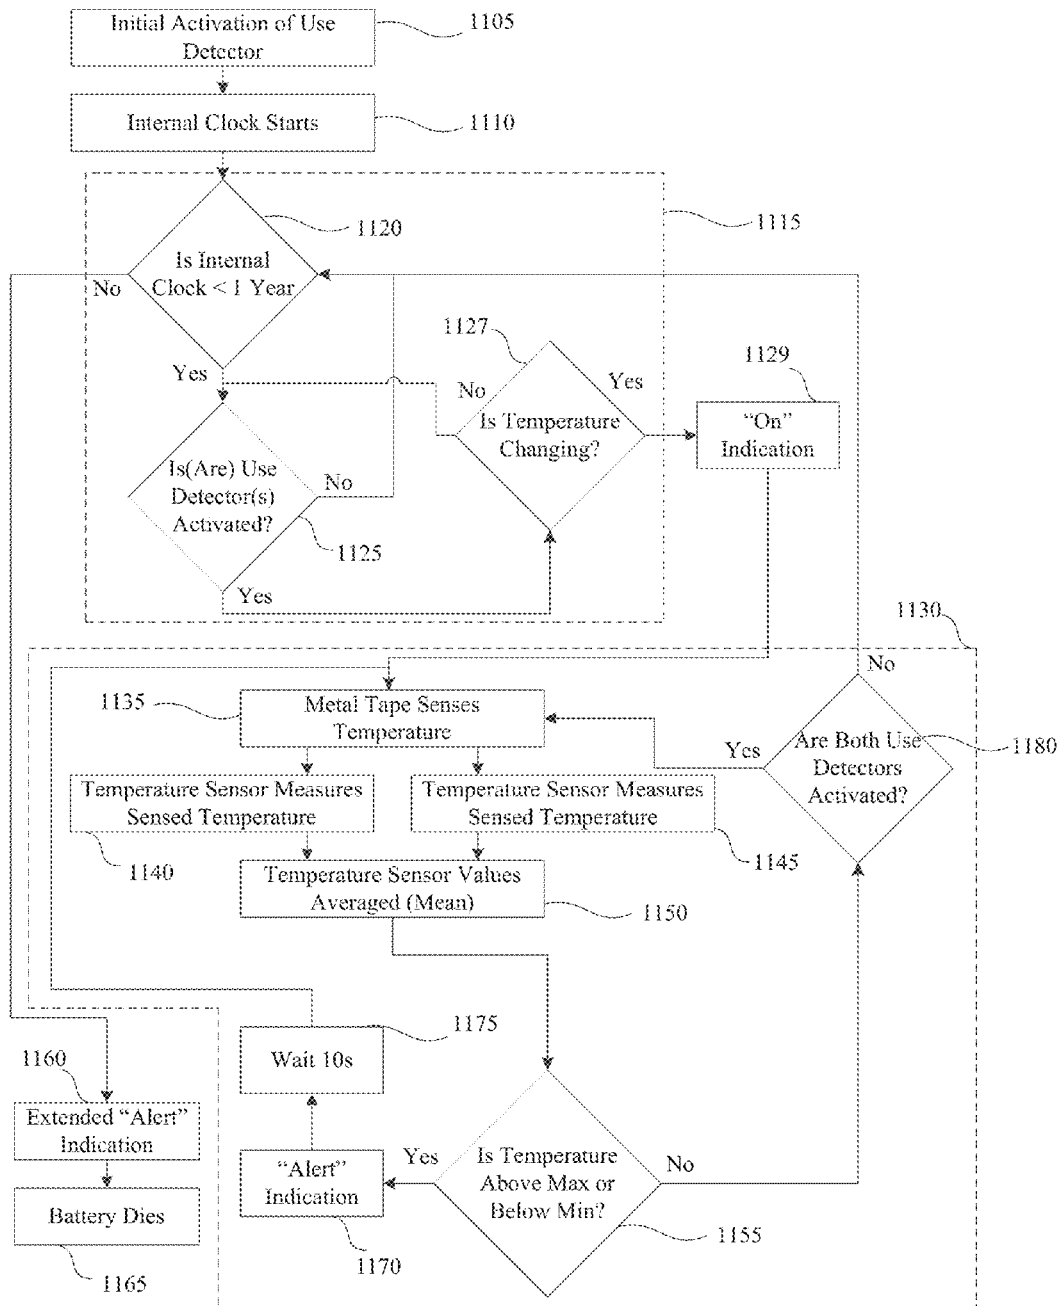 Initial Activation of Use
Detector
1105
Internal Clock Starts
1110
1120
1115
Is Internal
Clock < 1 Year
No
Yes
1127
No
Yes
Is Temperature
Changing?
1129
“On”
Indication
Is(Are) Use
Detector(s)
Activated?
No
1125
Yes
1130
No
1135
Metal Tape Senses
Temperature
Yes
Are Both Use
Detectors
Activated?
1180
Temperature Sensor Measures
Sensed Temperature
Temperature Sensor Measures
Sensed Temperature
1140
1145
Temperature Sensor Values
Averaged (Mean)
1150
1175
Wait 10s
1160
Extended “Alert”
Indication
“Alert”
Indication
Yes
Is Temperature
Above Max or
Below Min?
No
Battery Dies
1155
1170
1165